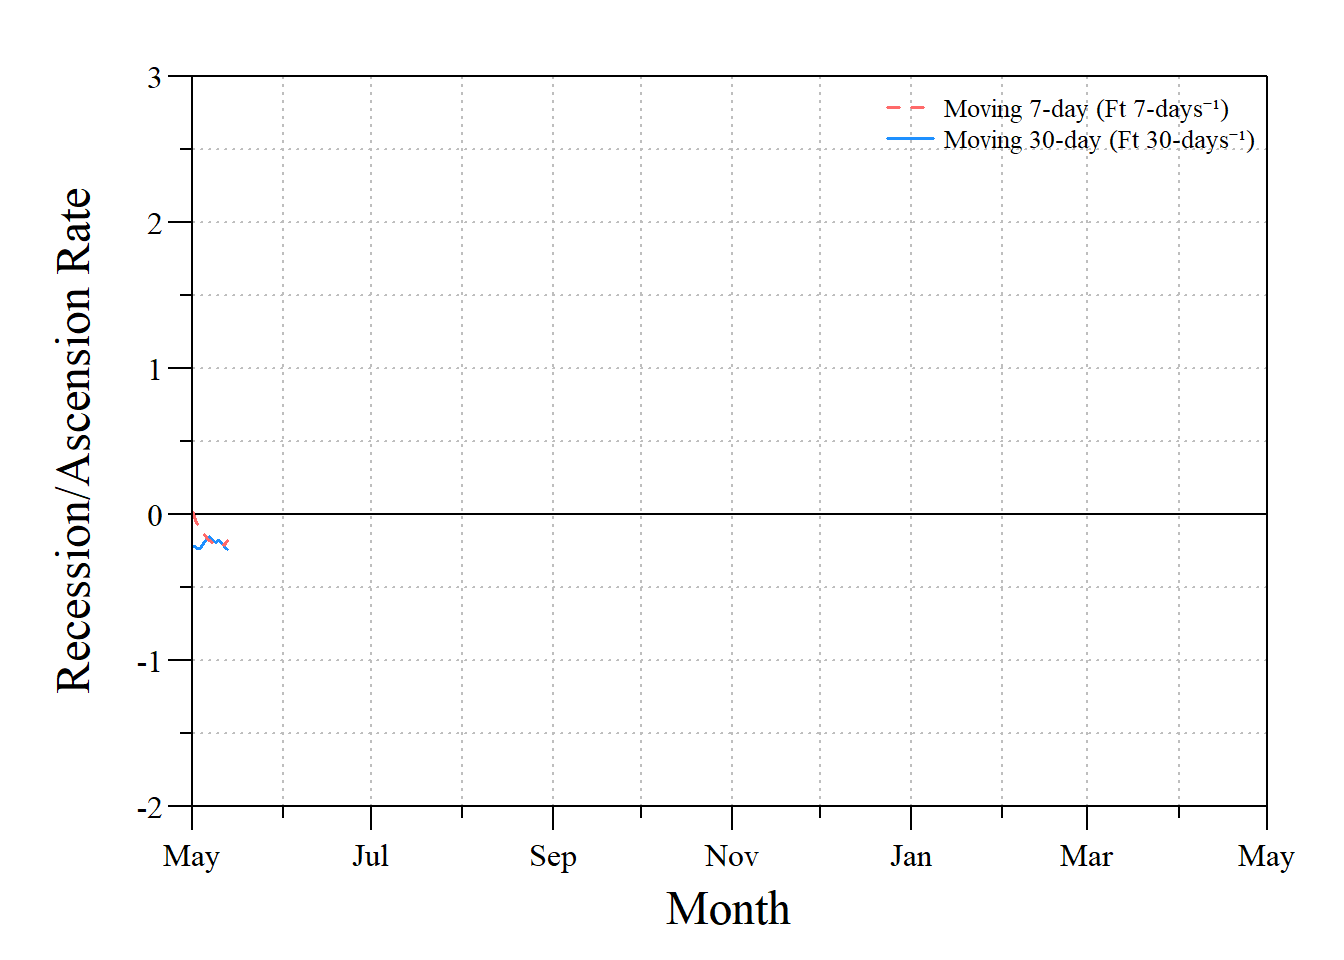 Recession/Ascension Rate
3
2
1
0
-1
-2
Moving 7-day (Ft 7-days⁻¹)
Moving 30-day (Ft 30-days⁻¹)
May Jul Sep Nov Jan Mar May
Month